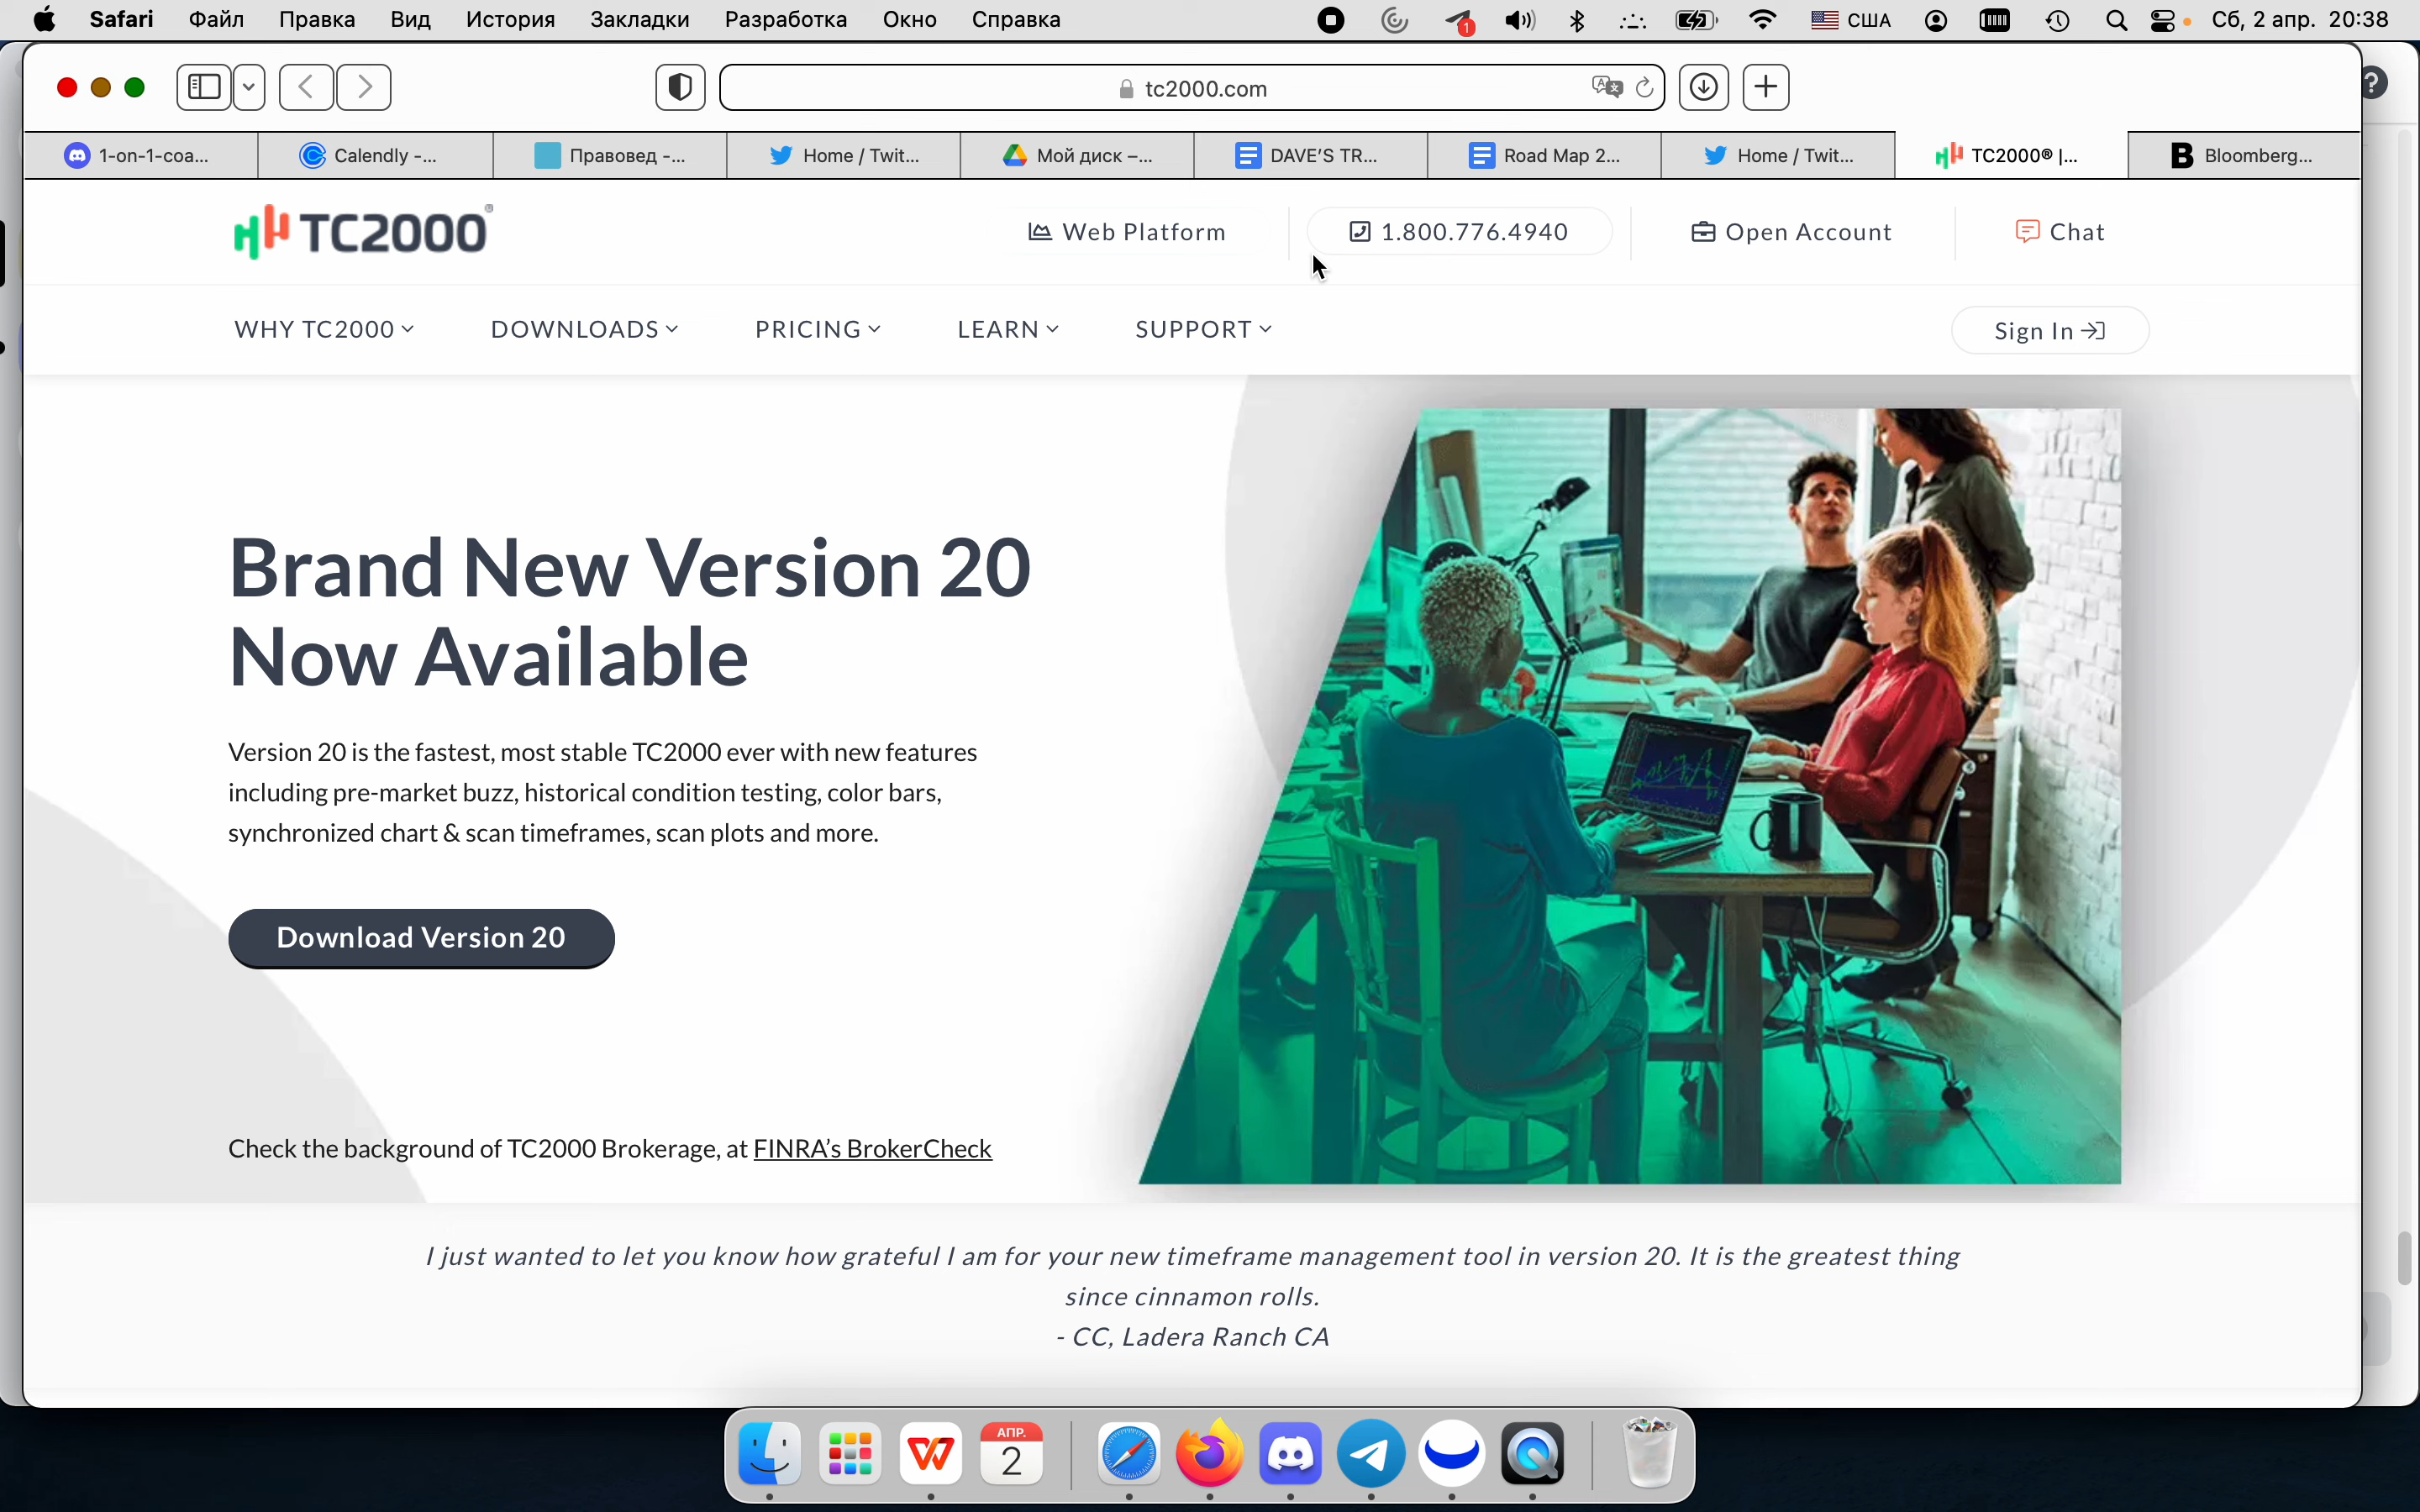 Safari Файл Правка Вид История Закладки Разработка Окно Справка 1 США Сб, 2 апр. 20:38
tc2000.com
1-on-1-coa... Calendly -... Правовед -... Home / Twit... Мой диск –... DAVE'S TR... Road Map 2... Home / Twit... TC2000® |... Bloomberg...
TC2000® Web Platform 1.800.776.4940 Open Account Chat
WHY TC2000 DOWNLOADS PRICING LEARN SUPPORT Sign In
Brand New Version 20
Now Available
Version 20 is the fastest, most stable TC2000 ever with new features
including pre-market buzz, historical condition testing, color bars,
synchronized chart & scan timeframes, scan plots and more.
Download Version 20
Check the background of TC2000 Brokerage, at FINRA's BrokerCheck
I just wanted to let you know how grateful I am for your new timeframe management tool in version 20. It is the greatest thing
since cinnamon rolls.
- CC, Ladera Ranch CA
АПР.
2